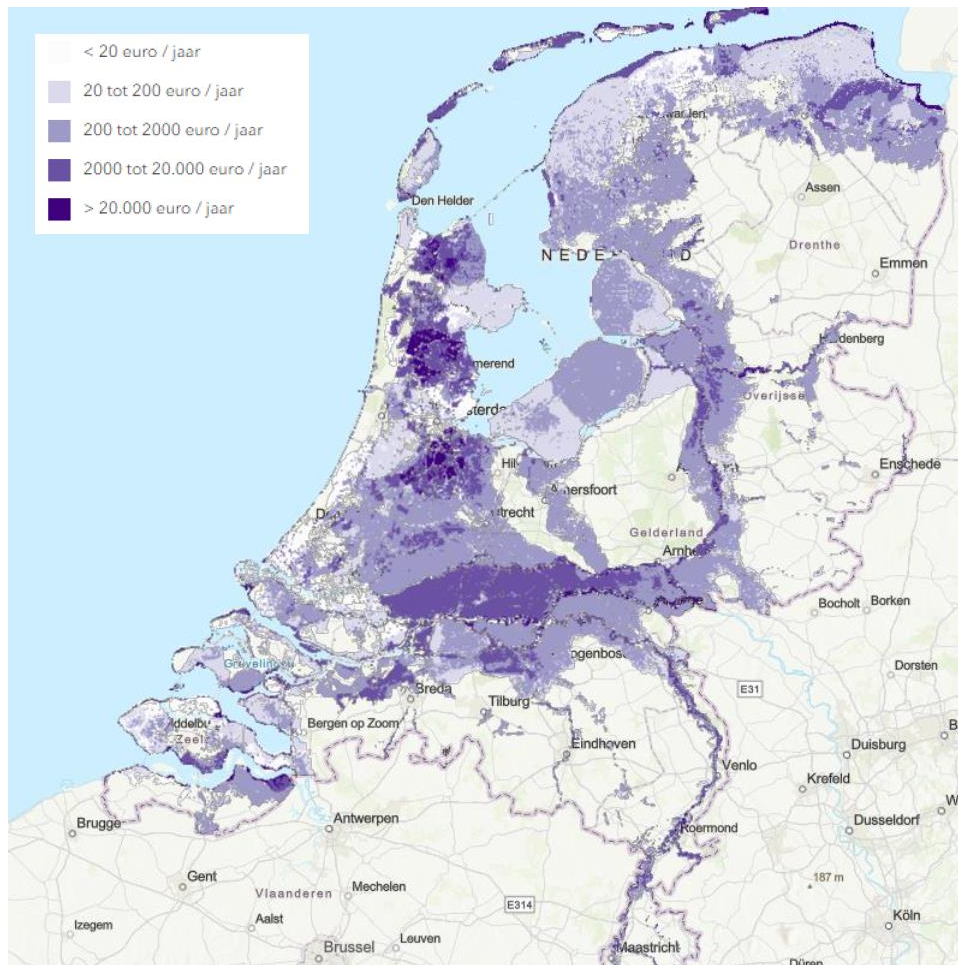 < 20 euro / jaar
20 tot 200 euro / jaar
200 tot 2000 euro / jaar
2000 tot 20.000 euro / jaar
> 20.000 euro / jaar
Den Helder
Assen
Drenthe
Emmen
Overijsse
Enschede
Gelderland
Arnhe
Bocholt
Borken
Dorsten
E31
Breda
Tilburg
Bergen op Zoom
Eindhoven
Venlo
Duisburg
Krefeld
Dusseldorf
Roermond
Brugge
Antwerpen
Gent
Vlaanderen
Mechelen
187 m
Izegem
Aalst
E314
Köln
Brussel
Leuven
Maastricht
Düren